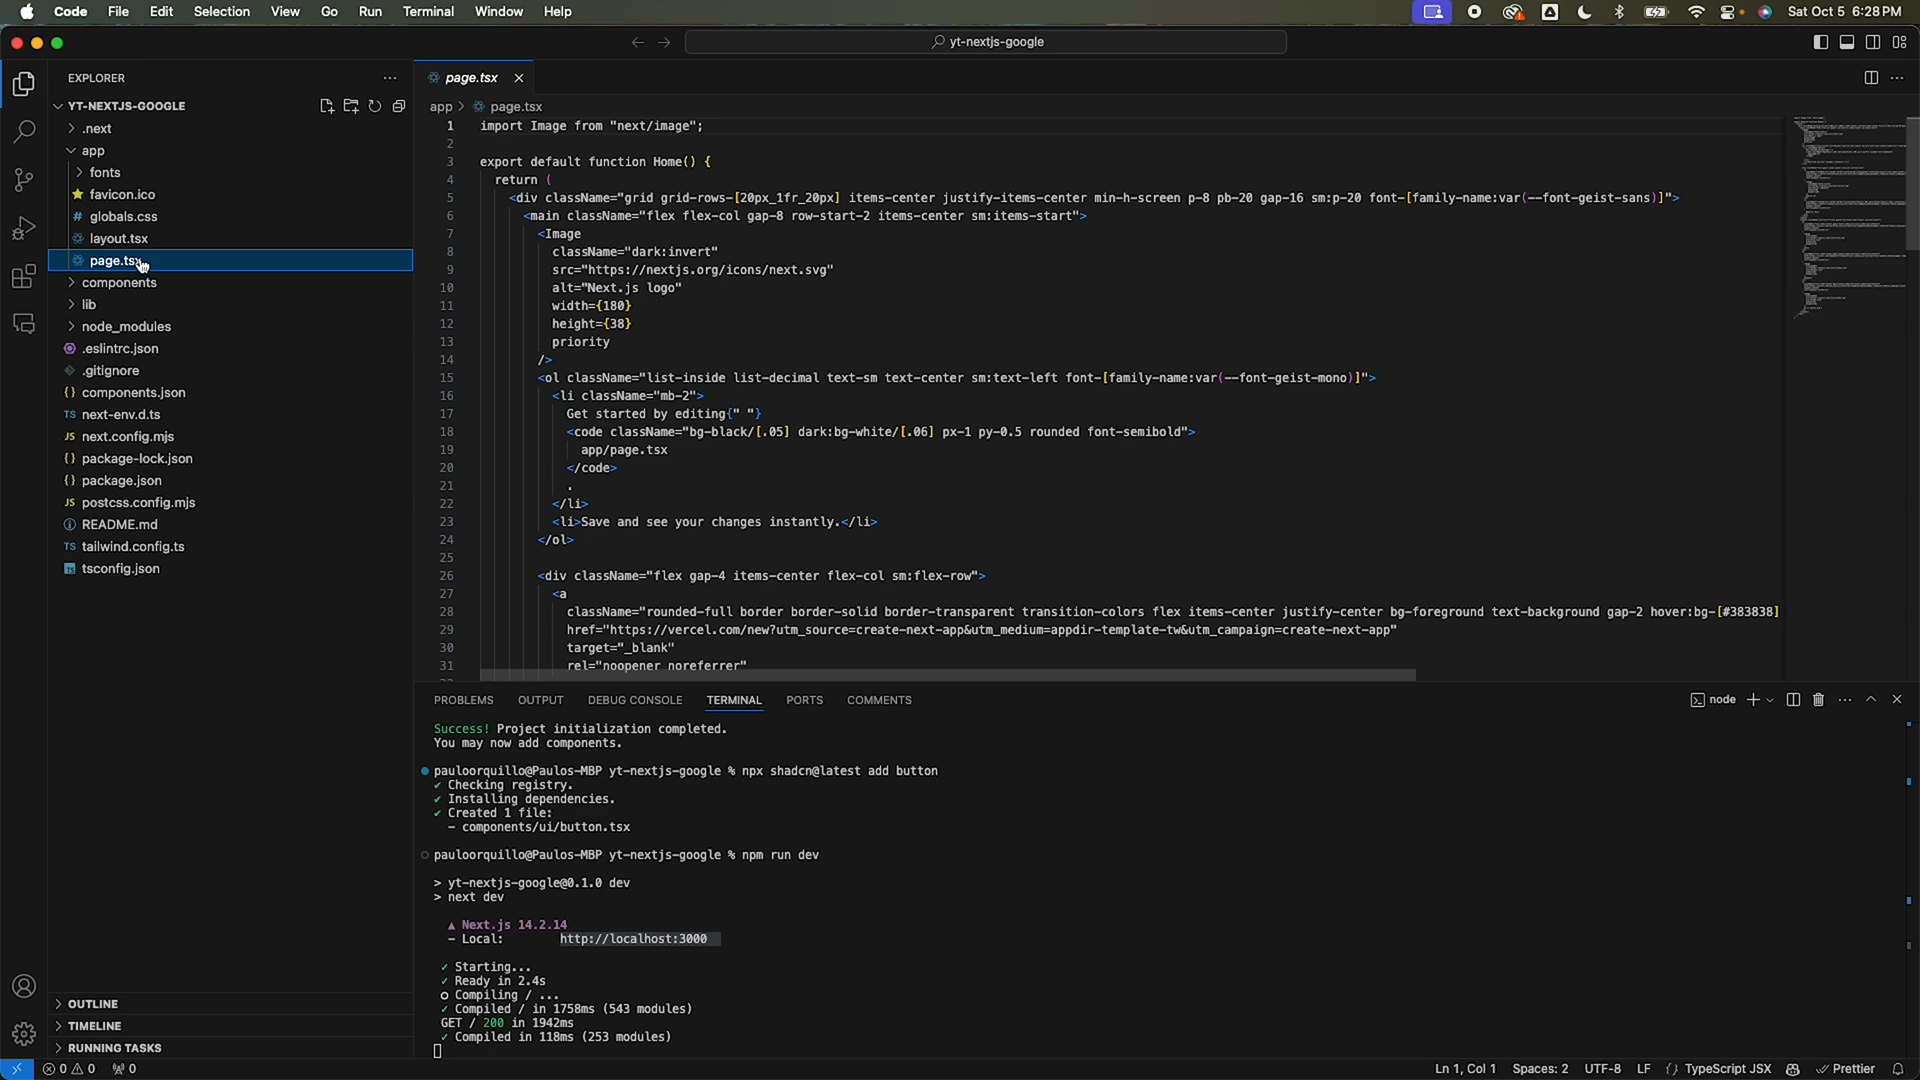 Code File Edit Selection View Go Run Terminal Window Help Sat Oct 5 6:28 PM
yt-nextjs-google
EXPLORER
YT-NEXTJS-GOOGLE
.next
app
fonts
favicon.ico
globals.css
layout.tsx
page.tsx
components
lib
node_modules
.eslintrc.json
.gitignore
components.json
next-env.d.ts
next.config.mjs
package-lock.json
package.json
postcss.config.mjs
README.md
tailwind.config.ts
tsconfig.json
OUTLINE
TIMELINE
RUNNING TASKS
page.tsx
app > page.tsx
1 import Image from "next/image";
2
3 export default function Home() {
4 return (
5 <div className="grid grid-rows-[20px_1fr_20px] items-center justify-items-center min-h-screen p-8 pb-20 gap-16 sm:p-20 font-[family-name:var(--font-geist-sans)]">
6 <main className="flex flex-col gap-8 row-start-2 items-center sm:items-start">
7 <Image
8 className="dark:invert"
9 src="https://nextjs.org/icons/next.svg"
10 alt="Next.js logo"
11 width={180}
12 height={38}
13 priority
14 />
15 <ol className="list-inside list-decimal text-sm text-center sm:text-left font-[family-name:var(--font-geist-mono)]">
16 <li className="mb-2">
17 Get started by editing{" "}
18 <code className="bg-black/[.05] dark:bg-white/[.06] px-1 py-0.5 rounded font-semibold">
19 app/page.tsx
20 </code>
21 .
22 </li>
23 <li>Save and see your changes instantly.</li>
24 </ol>
25
26 <div className="flex gap-4 items-center flex-col sm:flex-row">
27 <a
28 className="rounded-full border border-solid border-transparent transition-colors flex items-center justify-center bg-foreground text-background gap-2 hover:bg-[#383838]
29 href="https://vercel.com/new?utm_source=create-next-app&utm_medium=appdir-template-tw&utm_campaign=create-next-app"
30 target="_blank"
31 rel="noopener noreferrer"
PROBLEMS OUTPUT DEBUG CONSOLE TERMINAL PORTS COMMENTS node
Success! Project initialization completed.
You may now add components.
pauloorquillo@Paulos-MBP yt-nextjs-google % npx shadcn@latest add button
✔ Checking registry.
✔ Installing dependencies.
✔ Created 1 file:
- components/ui/button.tsx
pauloorquillo@Paulos-MBP yt-nextjs-google % npm run dev
> yt-nextjs-google@0.1.0 dev
> next dev
▲ Next.js 14.2.14
- Local: http://localhost:3000
✓ Starting...
✓ Ready in 2.4s
○ Compiling / ...
✓ Compiled / in 1758ms (543 modules)
GET / 200 in 1942ms
✓ Compiled in 118ms (253 modules)
0 0 0 Ln 1, Col 1 Spaces: 2 UTF-8 LF {} TypeScript JSX Prettier